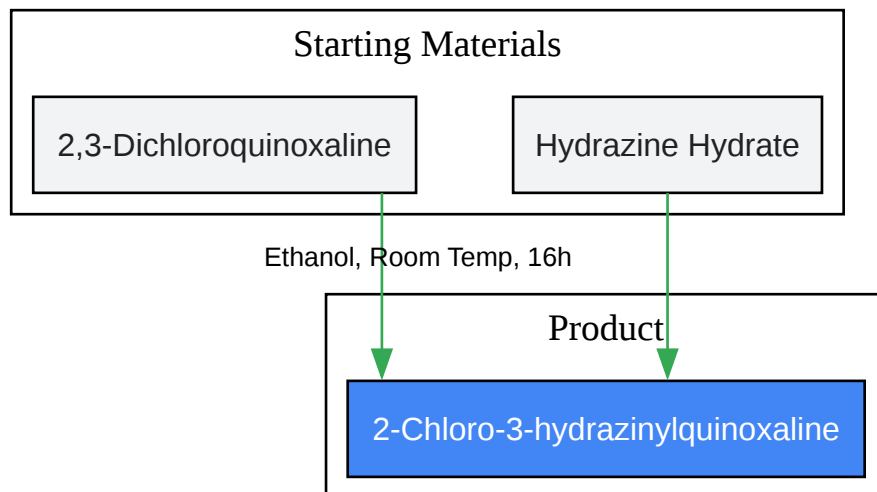 Starting Materials
2,3-Dichloroquinoxaline
Hydrazine Hydrate
Ethanol, Room Temp, 16h
Product
2-Chloro-3-hydrazinylquinoxaline